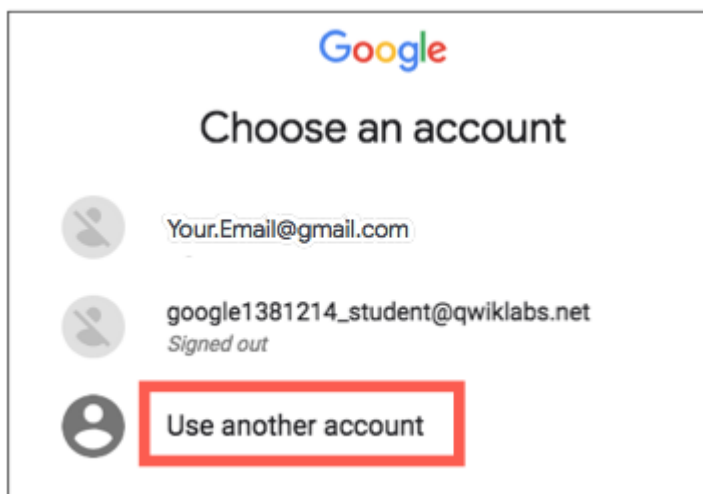 Google
Choose an account
Your.Email@gmail.com
google1381214_student@qwiklabs.net
Signed out
Use another account